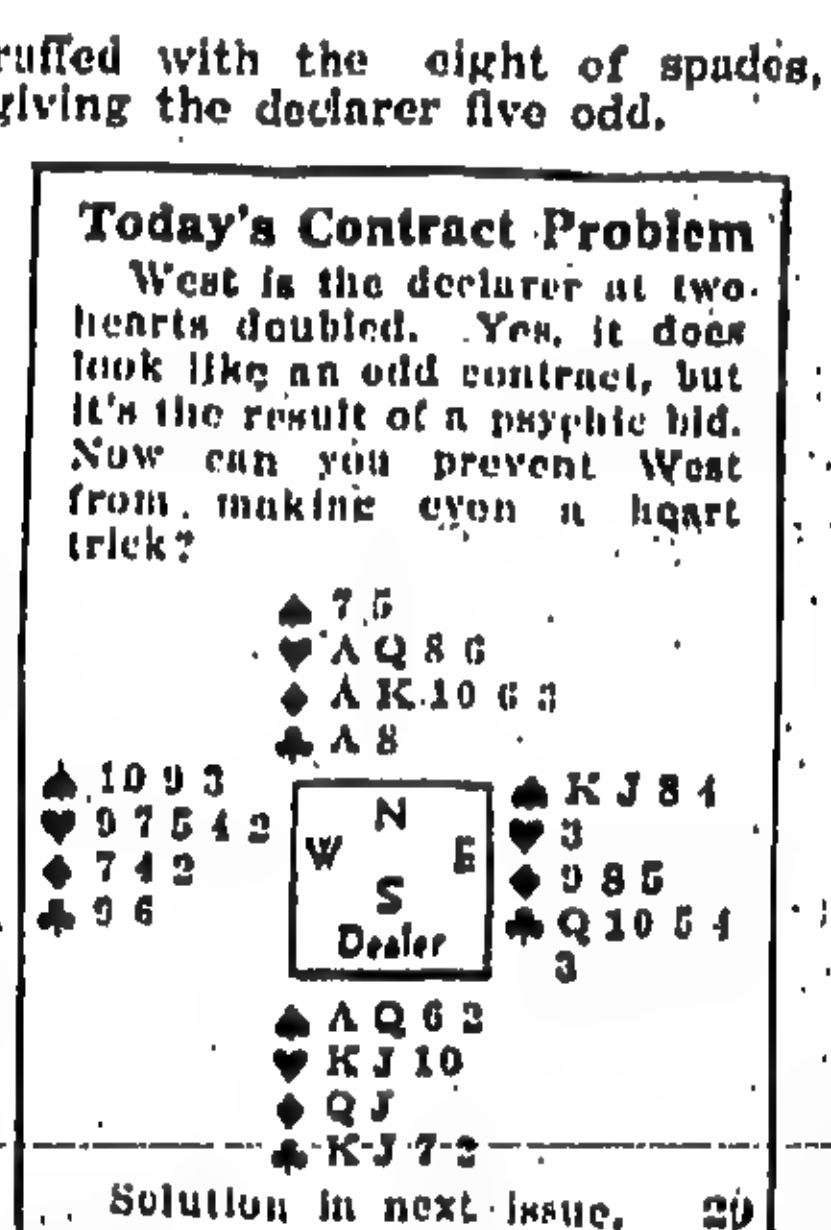 ruffed with the eight of spades,
giving the declarer five odd.
Today's Contract Problem
West is the declarer at two
hearts doubled. Yes, it does
look like an odd contract, but
it's the result of a psychic bid.
Now can you prevent West
from making even a heart
trick?
♠ 7 5
♥ A Q 8 6
♦ A K 10 6 3
♣ A 8
♠ 10 9 3
♥ 9 7 5 4 2
♦ 7 4 2
♣ 9 6
N
W E
S
Dealer
♠ K J 8 4
♥ 3
♦ 9 8 5
♣ Q 10 5 4
3
♠ A Q 6 2
♥ K J 10
♦ Q J
♣ K J 7 2
Solution in next issue. 20